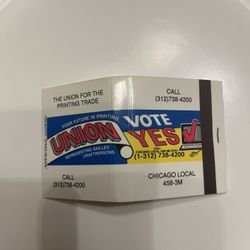 THE UNION FOR THE
PRINTING TRADE
CALL
(312)738-4200
YOUR FUTURE IN PRINTING
UNION
REPRESENTING SKILLED
CRAFTPERSONS
VOTE
YES
(1-312) 738-4200
CALL
(312)738-4200
CHICAGO LOCAL
458-3M